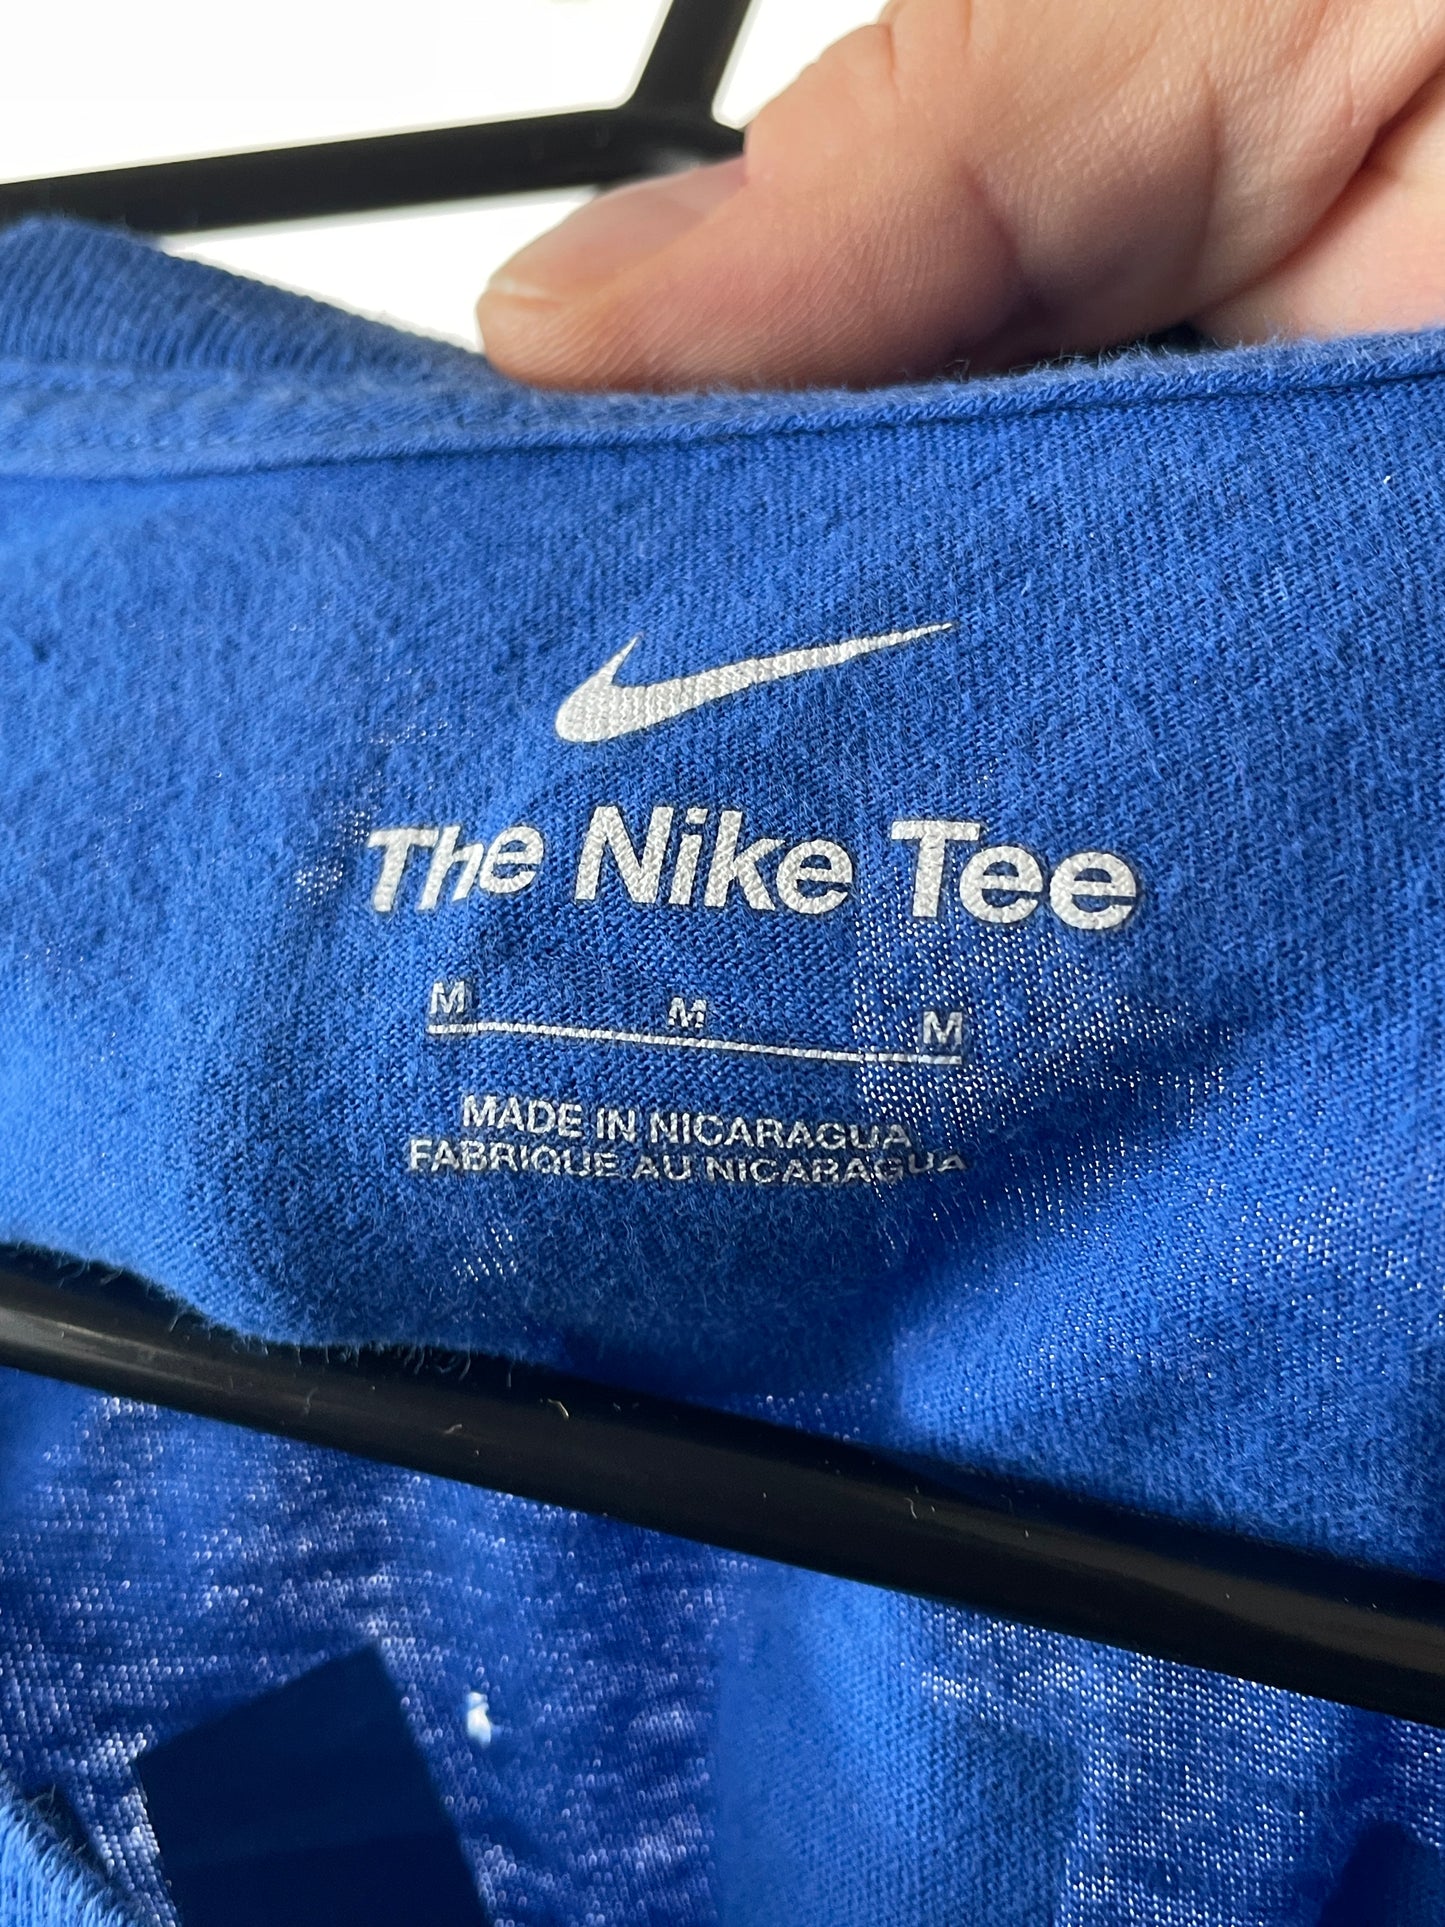 The Nike Tee
M M M
MADE IN NICARAGUA
FABRIQUE AU NICARAGUA